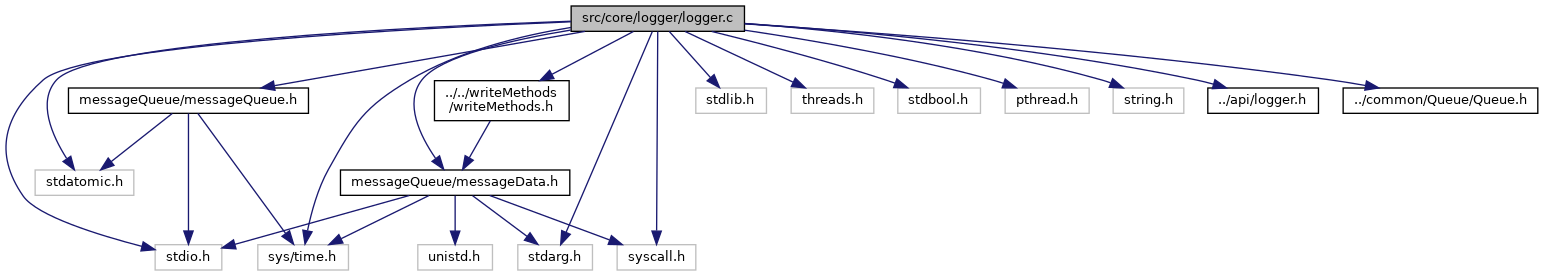 src/core/logger/logger.c
messageQueue/messageQueue.h
../../writeMethods
/writeMethods.h
stdlib.h
threads.h
stdbool.h
pthread.h
string.h
../api/logger.h
../common/Queue/Queue.h
stdatomic.h
messageQueue/messageData.h
stdio.h
sys/time.h
unistd.h
stdarg.h
syscall.h